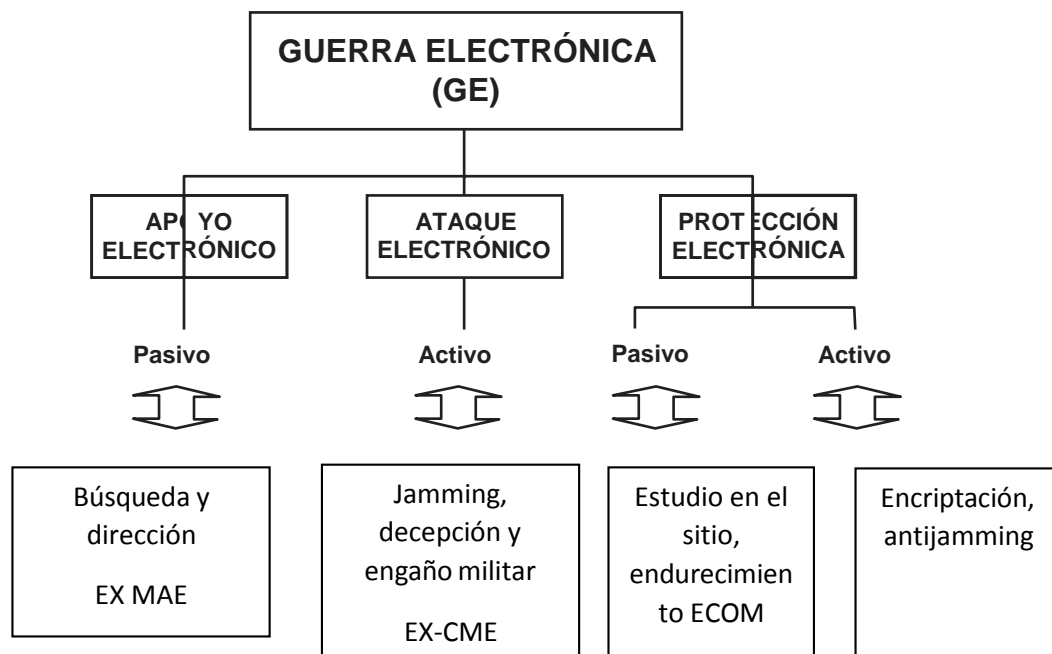 GUERRA ELECTRÓNICA
(GE)
APOYO
ELECTRÓNICO
ATAQUE
ELECTRÓNICO
PROTECCIÓN
ELECTRÓNICA
Pasivo
Activo
Pasivo
Activo
Búsqueda y
dirección
EX MAE
Jamming,
decepción y
engaño militar
EX-CME
Estudio en el
sitio,
endurecimien
to ECOM
Encriptación,
antijamming